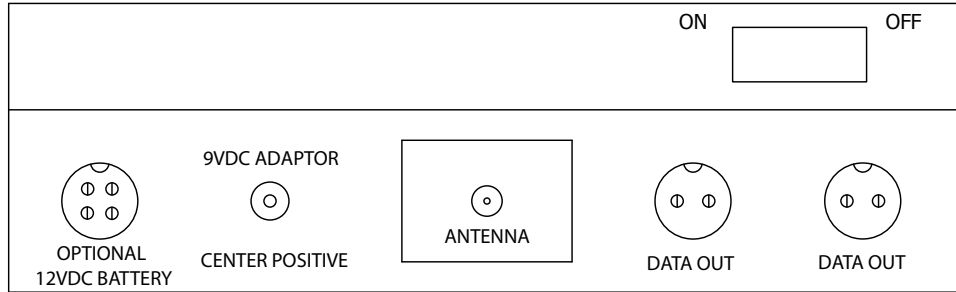 ON
OFF
9VDC ADAPTOR
CENTER POSITIVE
OPTIONAL
12VDC BATTERY
ANTENNA
DATA OUT
DATA OUT